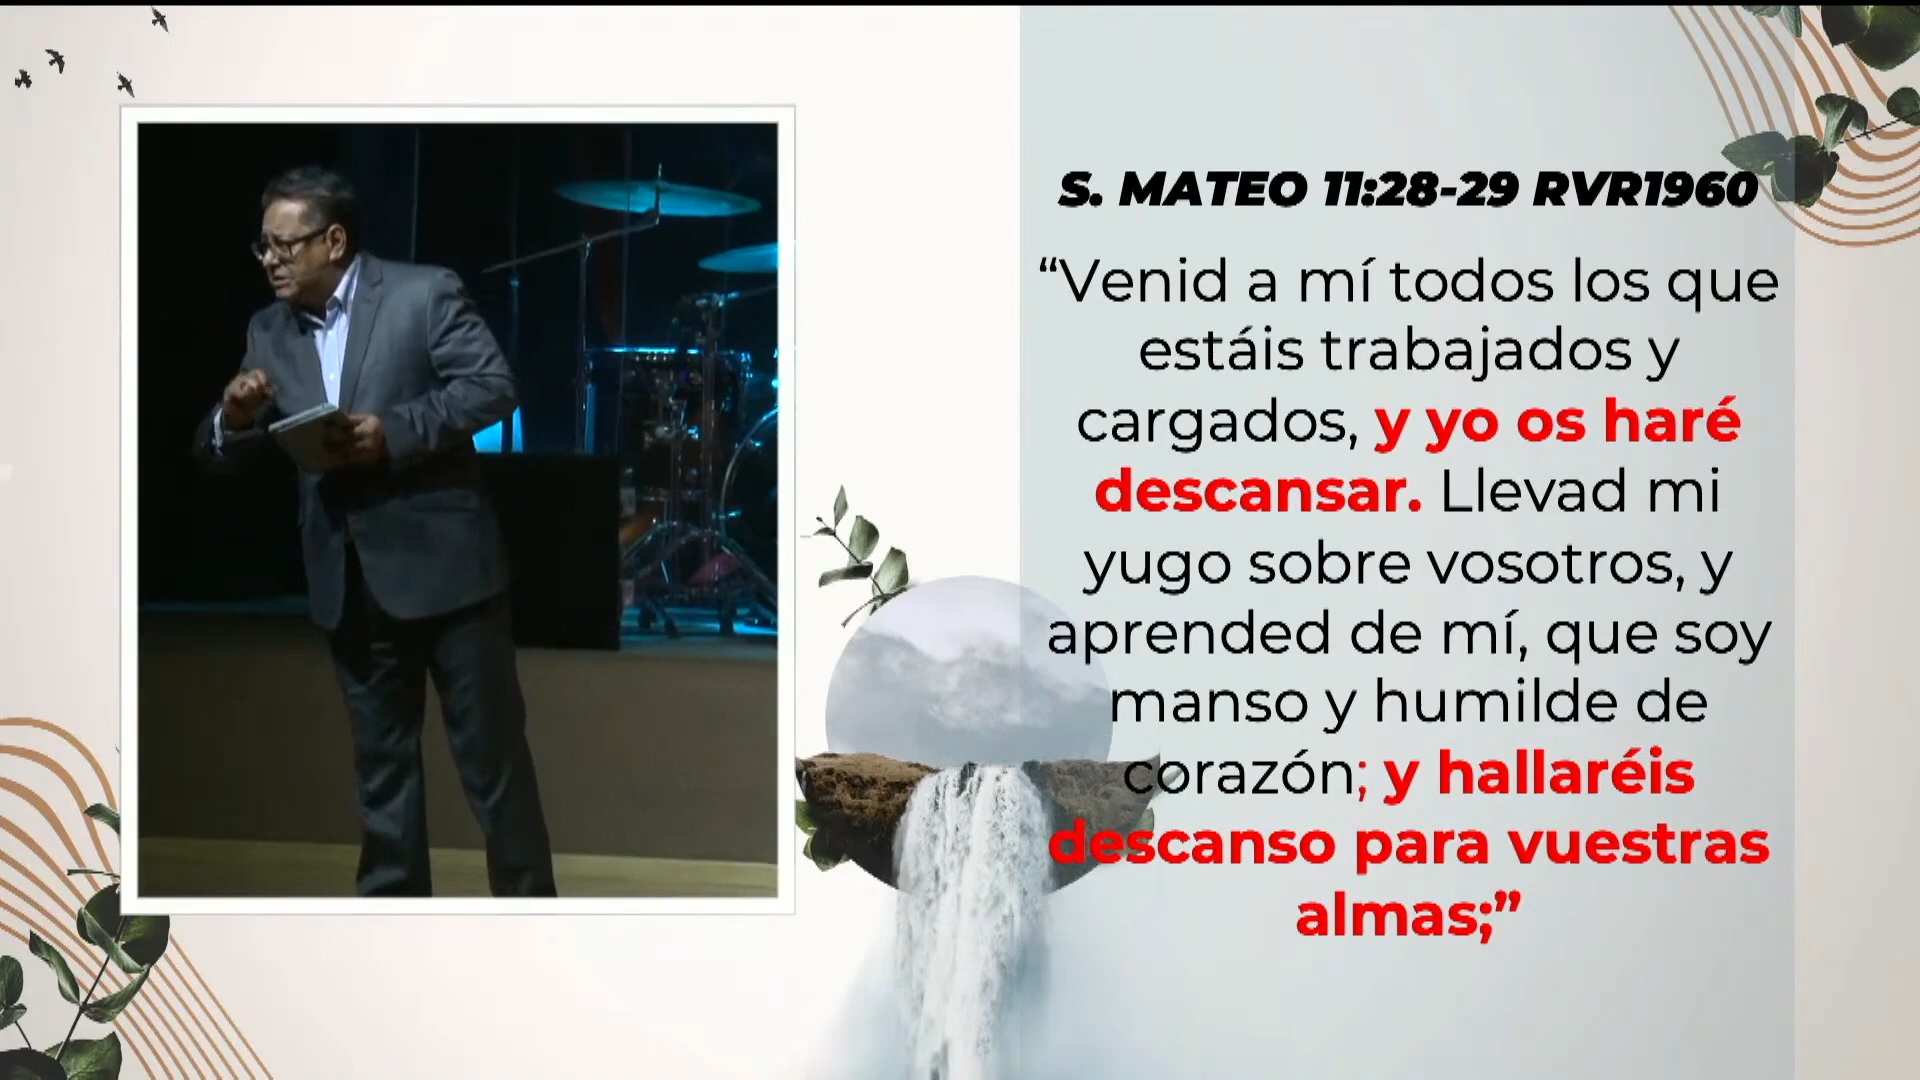 S. MATEO 11:28-29 RVR1960
“Venid a mí todos los que
estáis trabajados y
cargados, y yo os haré
descansar. Llevad mi
yugo sobre vosotros, y
aprended de mí, que soy
manso y humilde de
corazón; y hallaréis
descanso para vuestras
almas;”